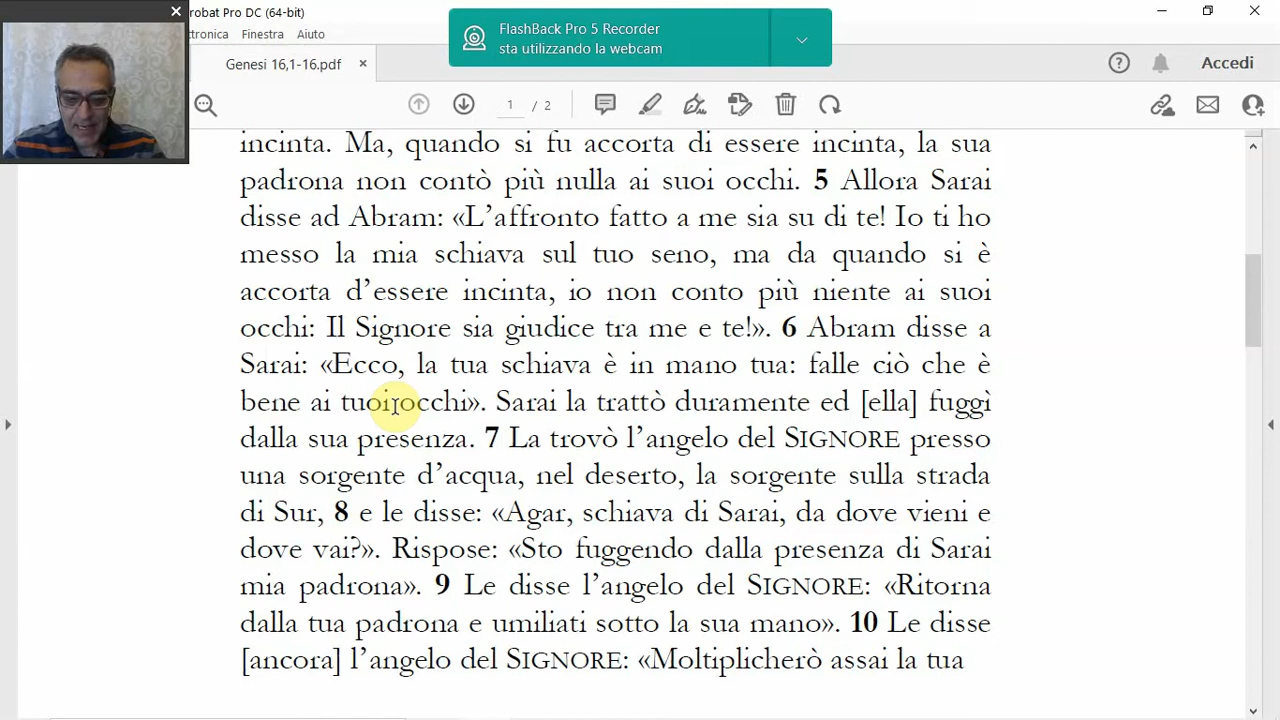 crobat Pro DC (64-bit)
FlashBack Pro 5 Recorder
sta utilizzando la webcam
ettronica Finestra Aiuto
Genesi 16,1-16.pdf
Accedi
1 / 2
incinta. Ma, quando si fu accorta di essere incinta, la sua
padrona non contò più nulla ai suoi occhi. 5 Allora Sarai
disse ad Abram: «L’affronto fatto a me sia su di te! Io ti ho
messo la mia schiava sul tuo seno, ma da quando si è
accorta d’essere incinta, io non conto più niente ai suoi
occhi: Il Signore sia giudice tra me e te!». 6 Abram disse a
Sarai: «Ecco, la tua schiava è in mano tua: falle ciò che è
bene ai tuoi occhi». Sarai la trattò duramente ed [ella] fuggì
dalla sua presenza. 7 La trovò l’angelo del SIGNORE presso
una sorgente d’acqua, nel deserto, la sorgente sulla strada
di Sur, 8 e le disse: «Agar, schiava di Sarai, da dove vieni e
dove vai?». Rispose: «Sto fuggendo dalla presenza di Sarai
mia padrona». 9 Le disse l’angelo del SIGNORE: «Ritorna
dalla tua padrona e umiliati sotto la sua mano». 10 Le disse
[ancora] l’angelo del SIGNORE: «Moltiplicherò assai la tua